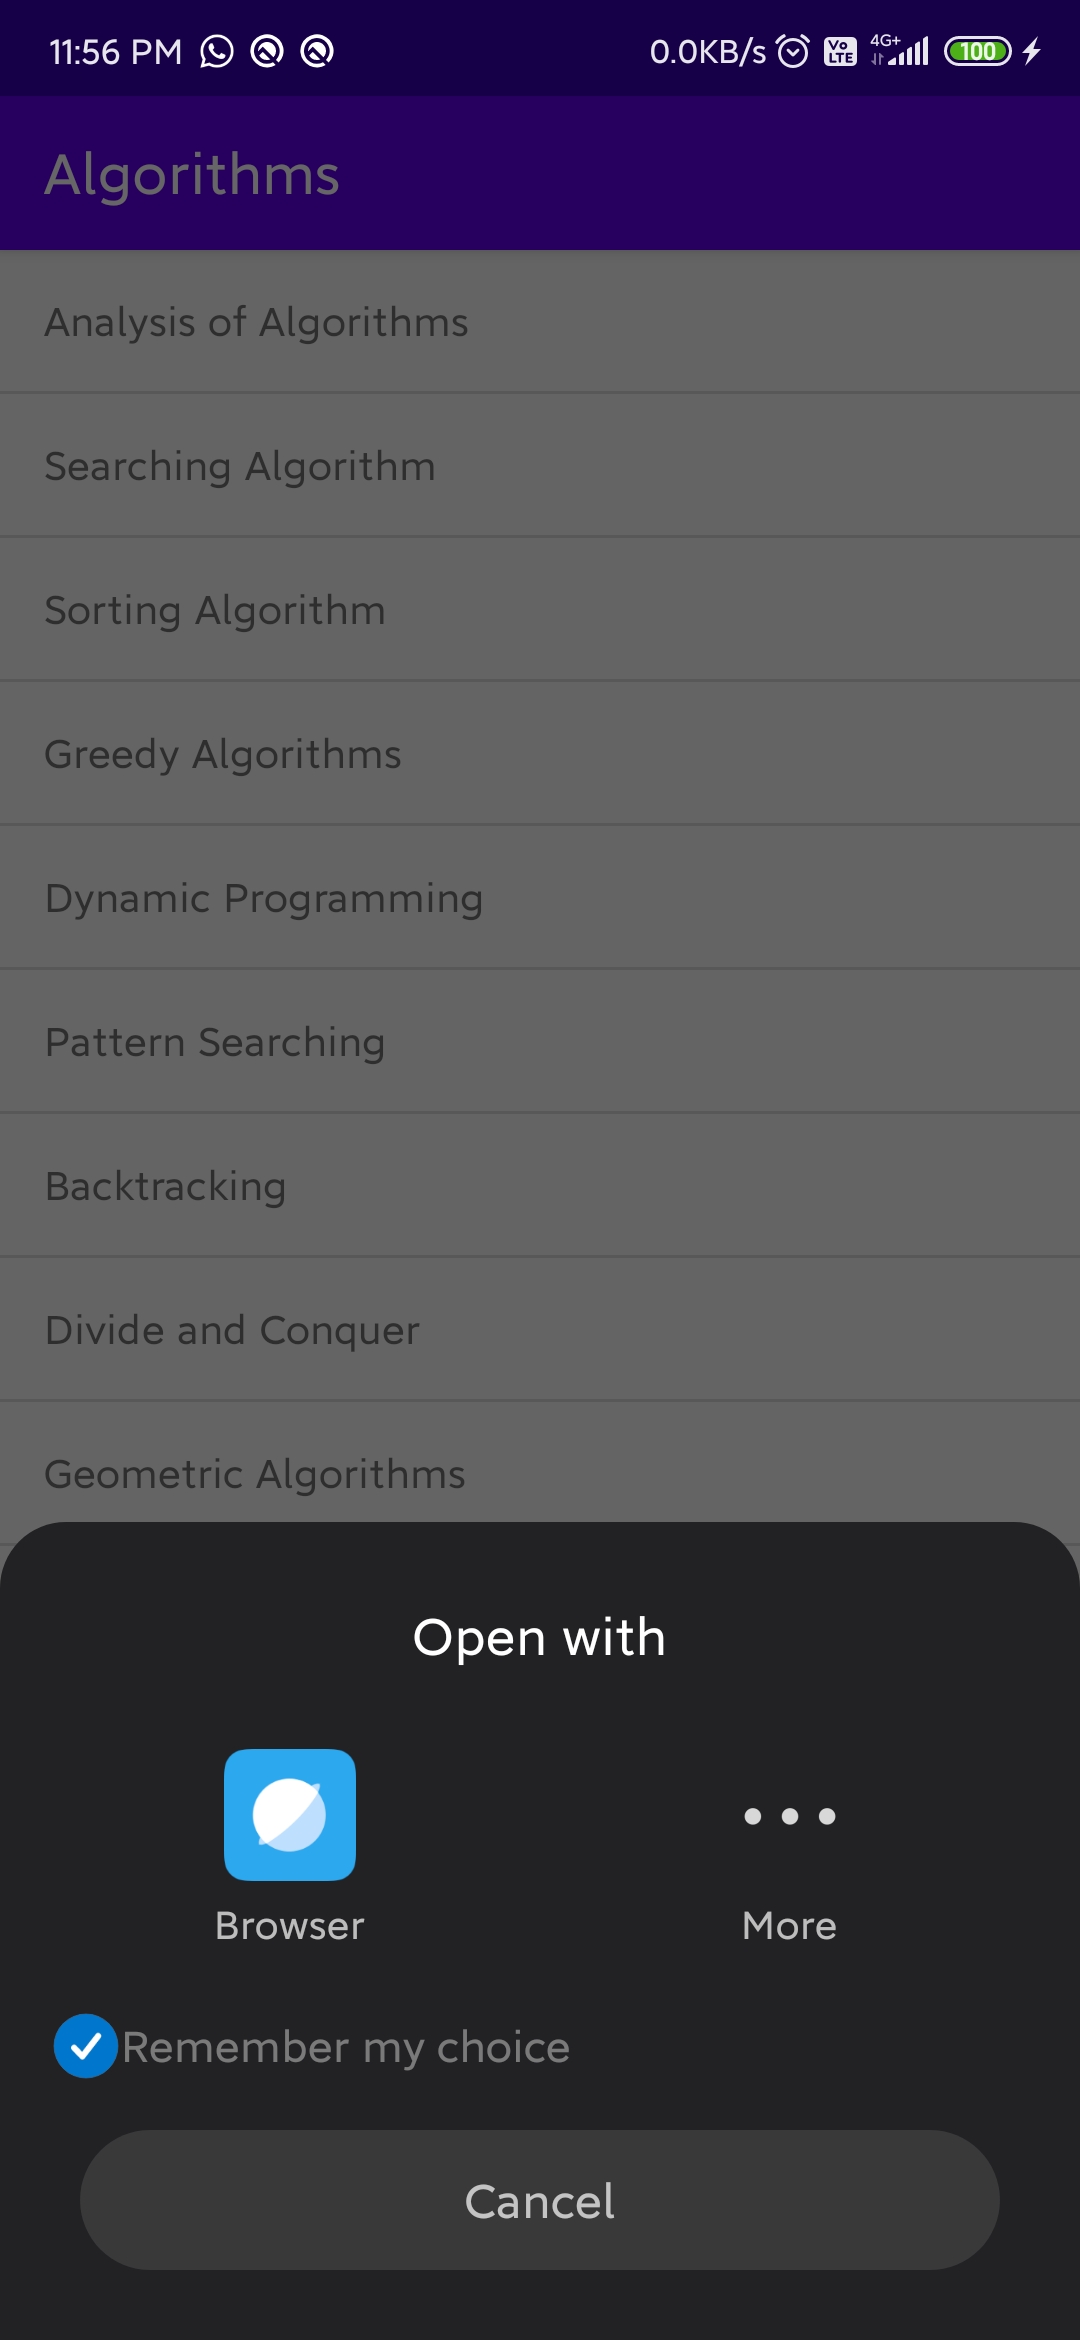 11:56 PM 0.0KB/s Vo LTE 4G+ 100
Algorithms
Analysis of Algorithms
Searching Algorithm
Sorting Algorithm
Greedy Algorithms
Dynamic Programming
Pattern Searching
Backtracking
Divide and Conquer
Geometric Algorithms
Open with
Browser More
Remember my choice
Cancel